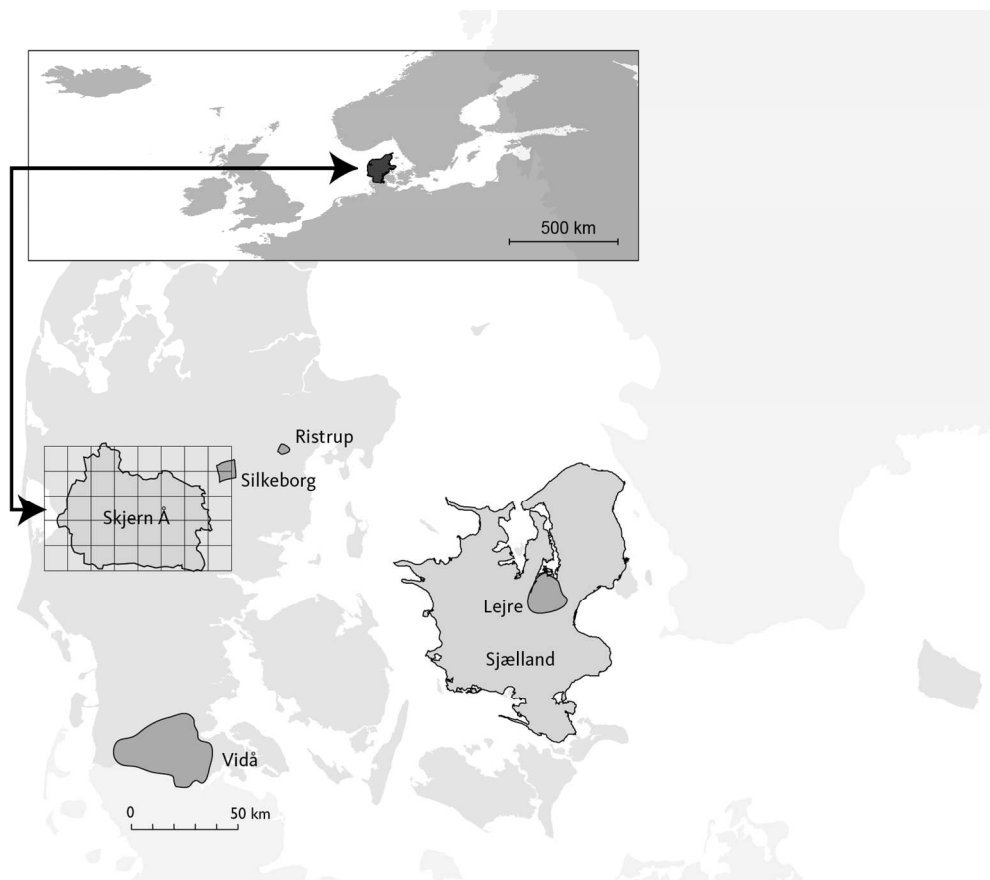 500 km
Ristrup
Silkeborg
Skjern Å
Lejre
Sjælland
Vidå
0 50 km